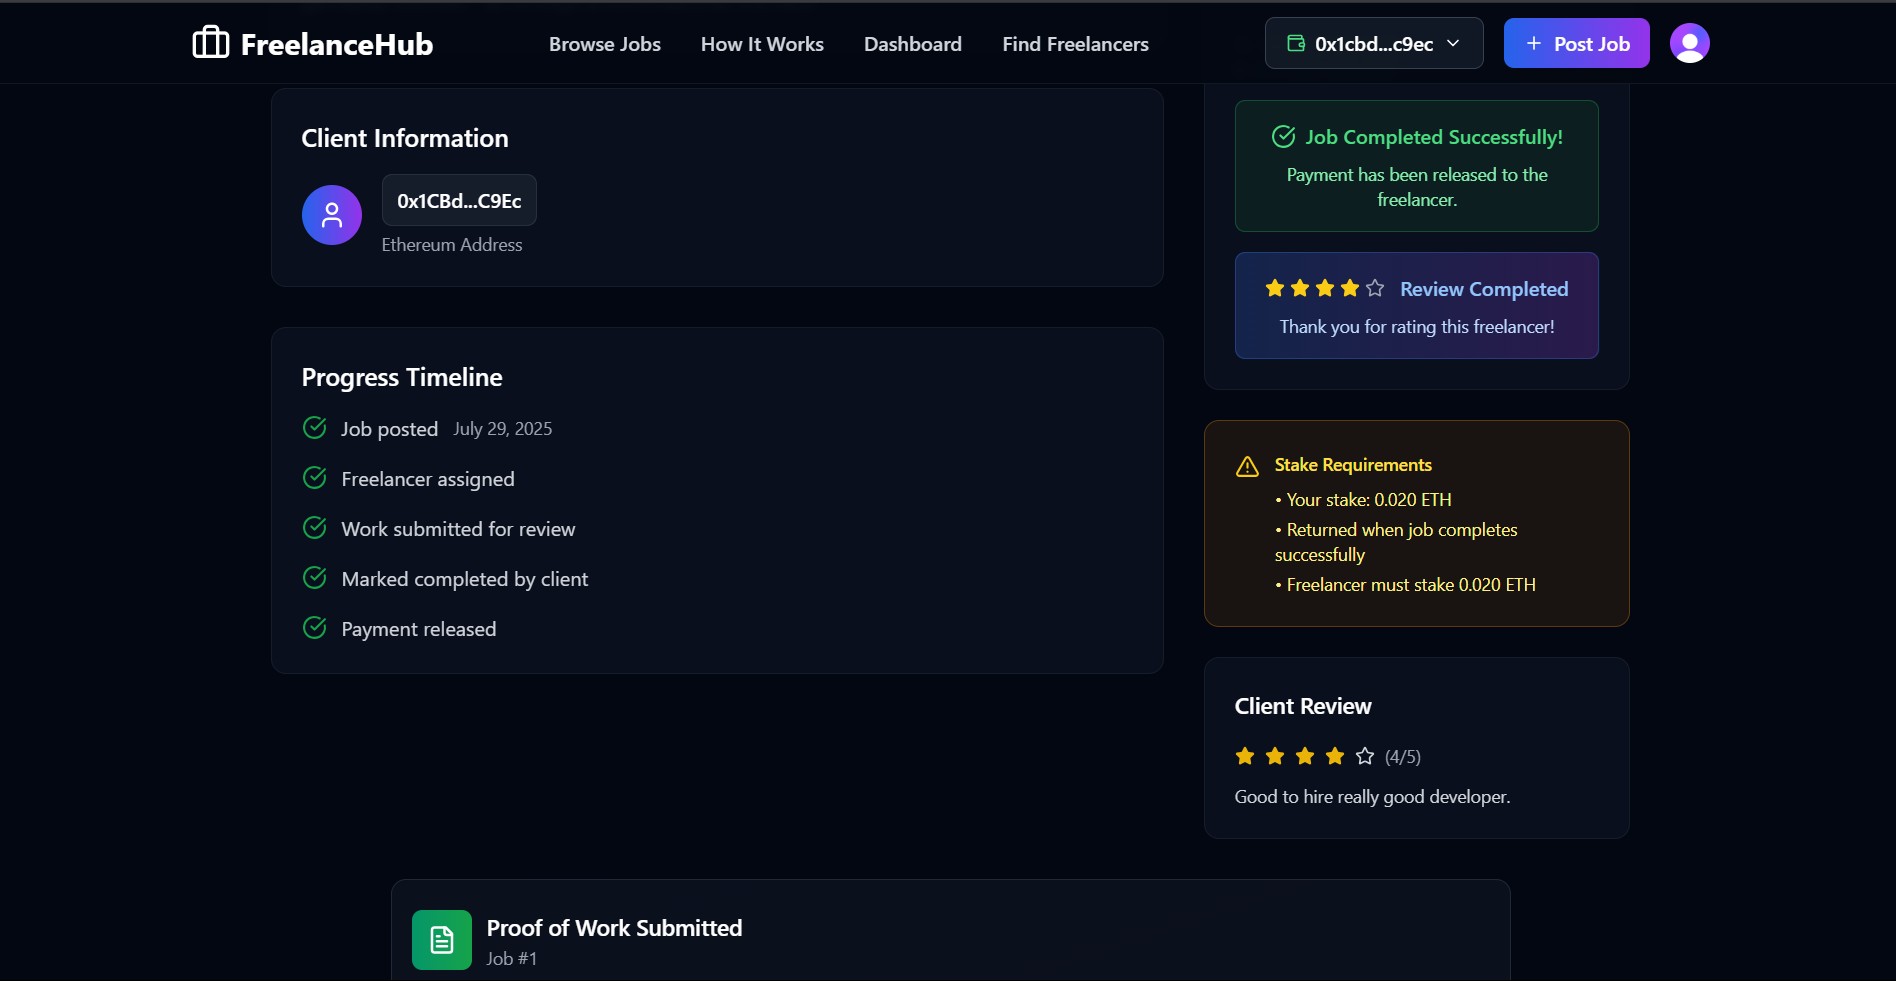 FreelanceHub
Browse Jobs
How It Works
Dashboard
Find Freelancers
0x1cbd...c9ec
Post Job
Client Information
0x1CBd...C9Ec
Ethereum Address
Progress Timeline
Job posted July 29, 2025
Freelancer assigned
Work submitted for review
Marked completed by client
Payment released
Job Completed Successfully!
Payment has been released to the
freelancer.
Review Completed
Thank you for rating this freelancer!
Stake Requirements
• Your stake: 0.020 ETH
• Returned when job completes
successfully
• Freelancer must stake 0.020 ETH
Client Review
(4/5)
Good to hire really good developer.
Proof of Work Submitted
Job #1